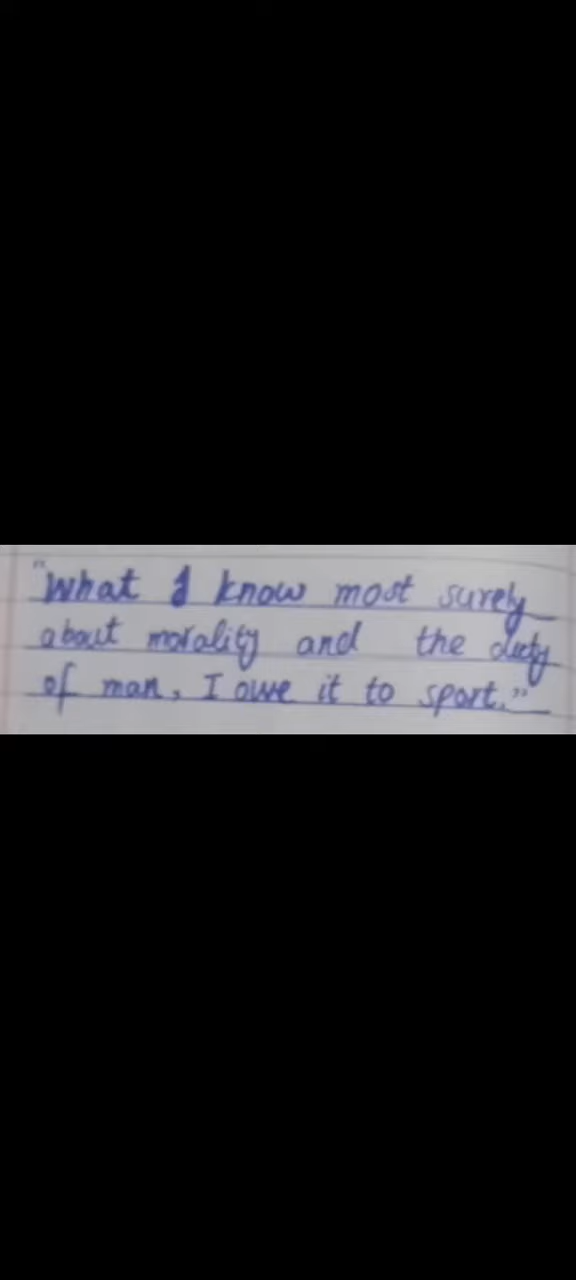 "What I know most surely
about morality and the duty
of man, I owe it to sport."